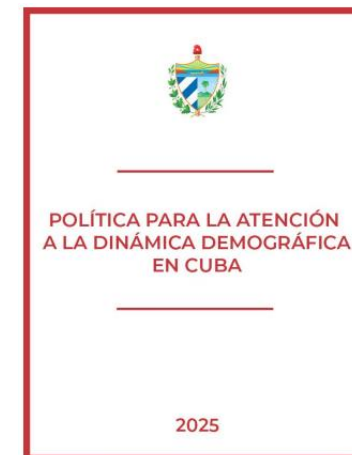 POLÍTICA PARA LA ATENCIÓN
A LA DINÁMICA DEMOGRÁFICA
EN CUBA
2025